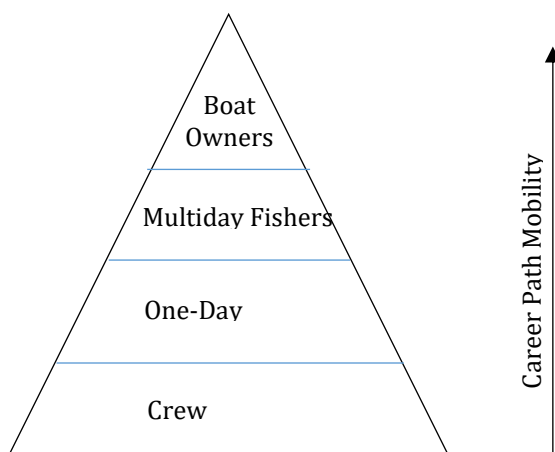 Boat
Owners
Multiday Fishers
One-Day
Crew
Career Path Mobility